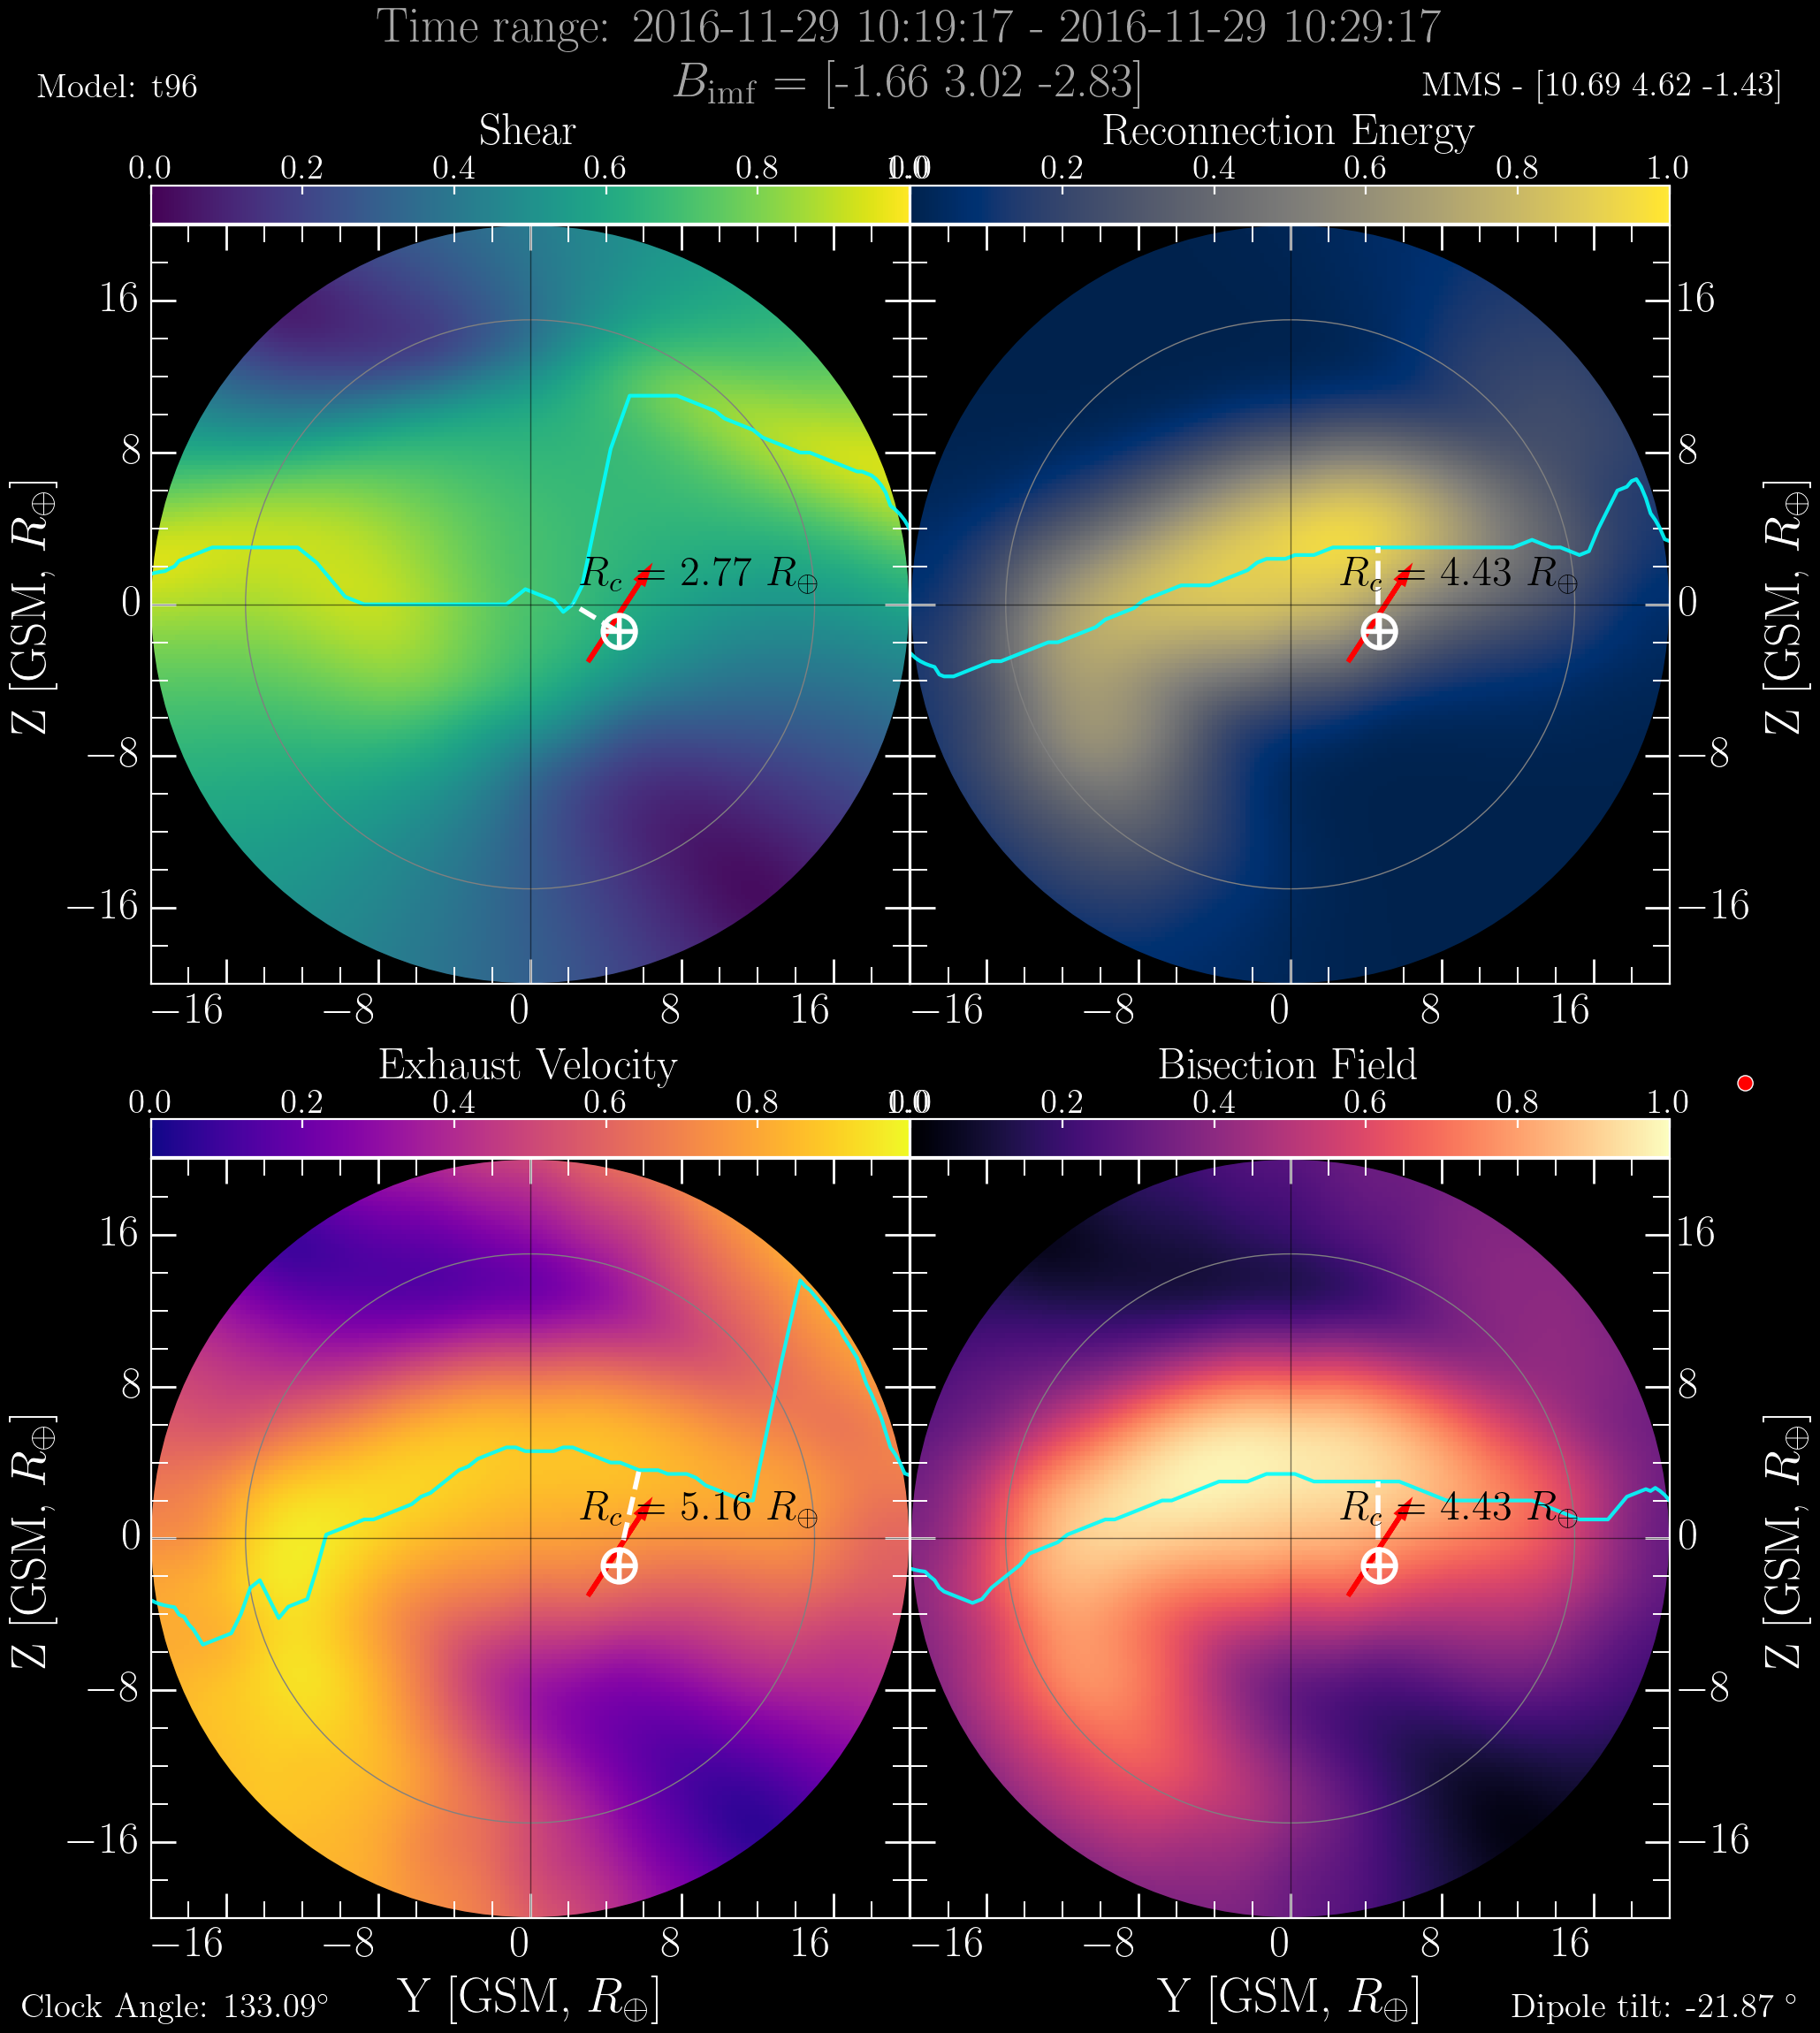 Time range: 2016-11-29 10:19:17 - 2016-11-29 10:29:17
Model: t96
B_imf = [-1.66 3.02 -2.83]
MMS - [10.69 4.62 -1.43]
Shear
Reconnection Energy
0.0 0.2 0.4 0.6 0.8 1.0
0.2 0.4 0.6 0.8 1.0
16
8
0
−8
−16
Z [GSM, R⊕]
R_c = 2.77 R⊕
−16 −8 0 8 16
R_c = 4.43 R⊕
16
8
0
−8
−16
Z [GSM, R⊕]
−16 −8 0 8 16
Exhaust Velocity
Bisection Field
0.0 0.2 0.4 0.6 0.8 1.0
0.2 0.4 0.6 0.8 1.0
16
8
0
−8
−16
Z [GSM, R⊕]
R_c = 5.16 R⊕
−16 −8 0 8 16
Y [GSM, R⊕]
R_c = 4.43 R⊕
16
8
0
−8
−16
Z [GSM, R⊕]
−16 −8 0 8 16
Y [GSM, R⊕]
Clock Angle: 133.09°
Dipole tilt: -21.87 °